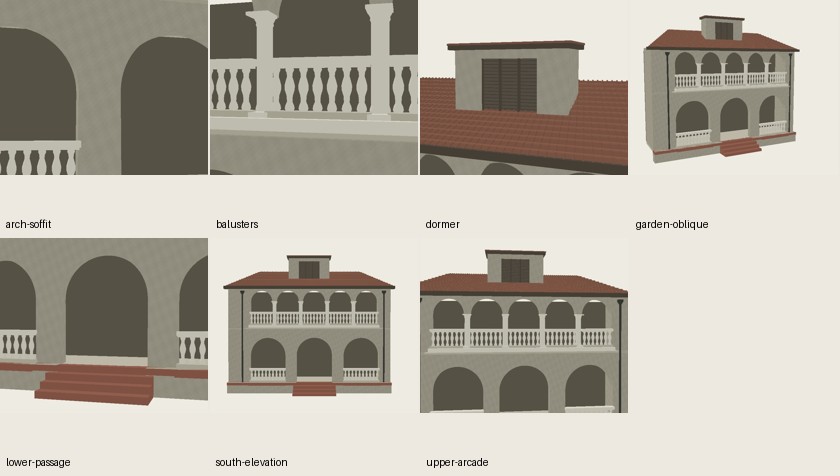 arch-soffit
balusters
dormer
garden-oblique
lower-passage
south-elevation
upper-arcade